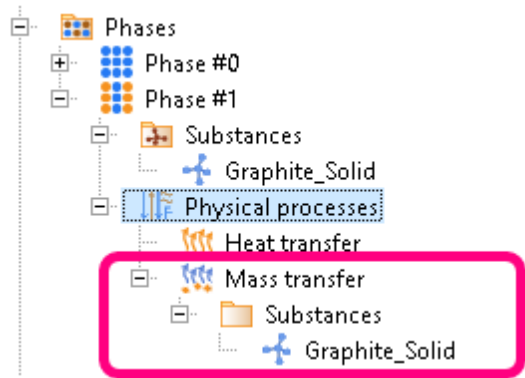 Phases
Phase #0
Phase #1
Substances
Graphite_Solid
Physical processes
Heat transfer
Mass transfer
Substances
Graphite_Solid